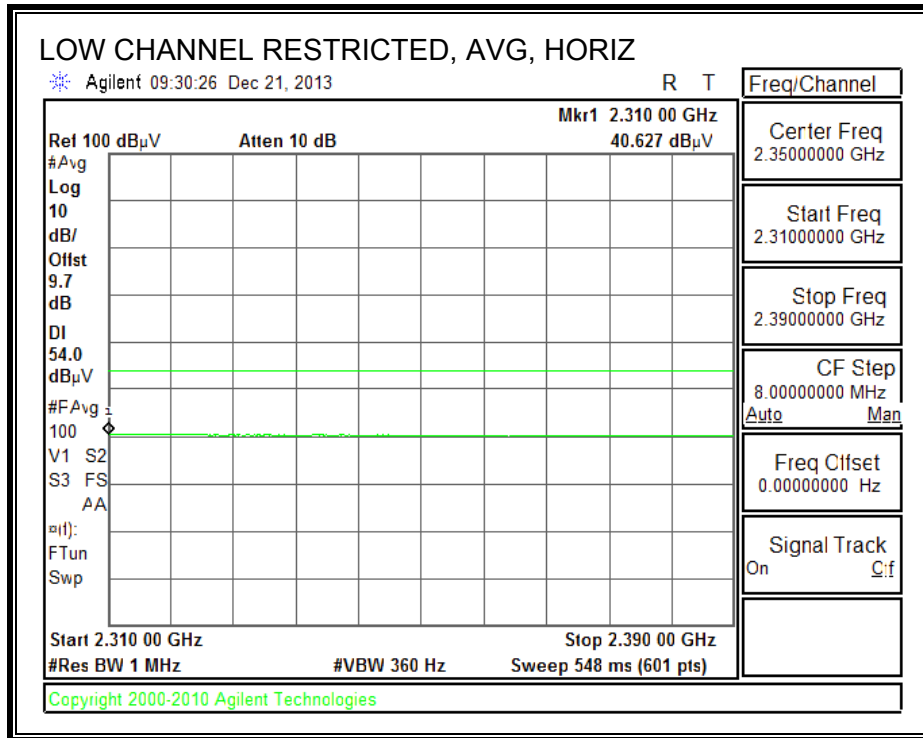 LOW CHANNEL RESTRICTED, AVG, HORIZ
Agilent 09:30:26 Dec 21, 2013 R T
Mkr1 2.310 00 GHz
Ref 100 dBµV Atten 10 dB 40.627 dBµV
#Avg
Log
10
dB/
Offst
9.7
dB
DI
54.0
dBµV
#PAvg
1
100
V1 S2
S3 FS
AA
¤(f):
FTun
Swp
Start 2.310 00 GHz Stop 2.390 00 GHz
#Res BW 1 MHz #VBW 360 Hz Sweep 548 ms (601 pts)
Copyright 2000-2010 Agilent Technologies
Freq/Channel
Center Freq
2.35000000 GHz
Start Freq
2.31000000 GHz
Stop Freq
2.39000000 GHz
CF Step
8.00000000 MHz
Auto Man
Freq Offset
0.00000000 Hz
Signal Track
On Off